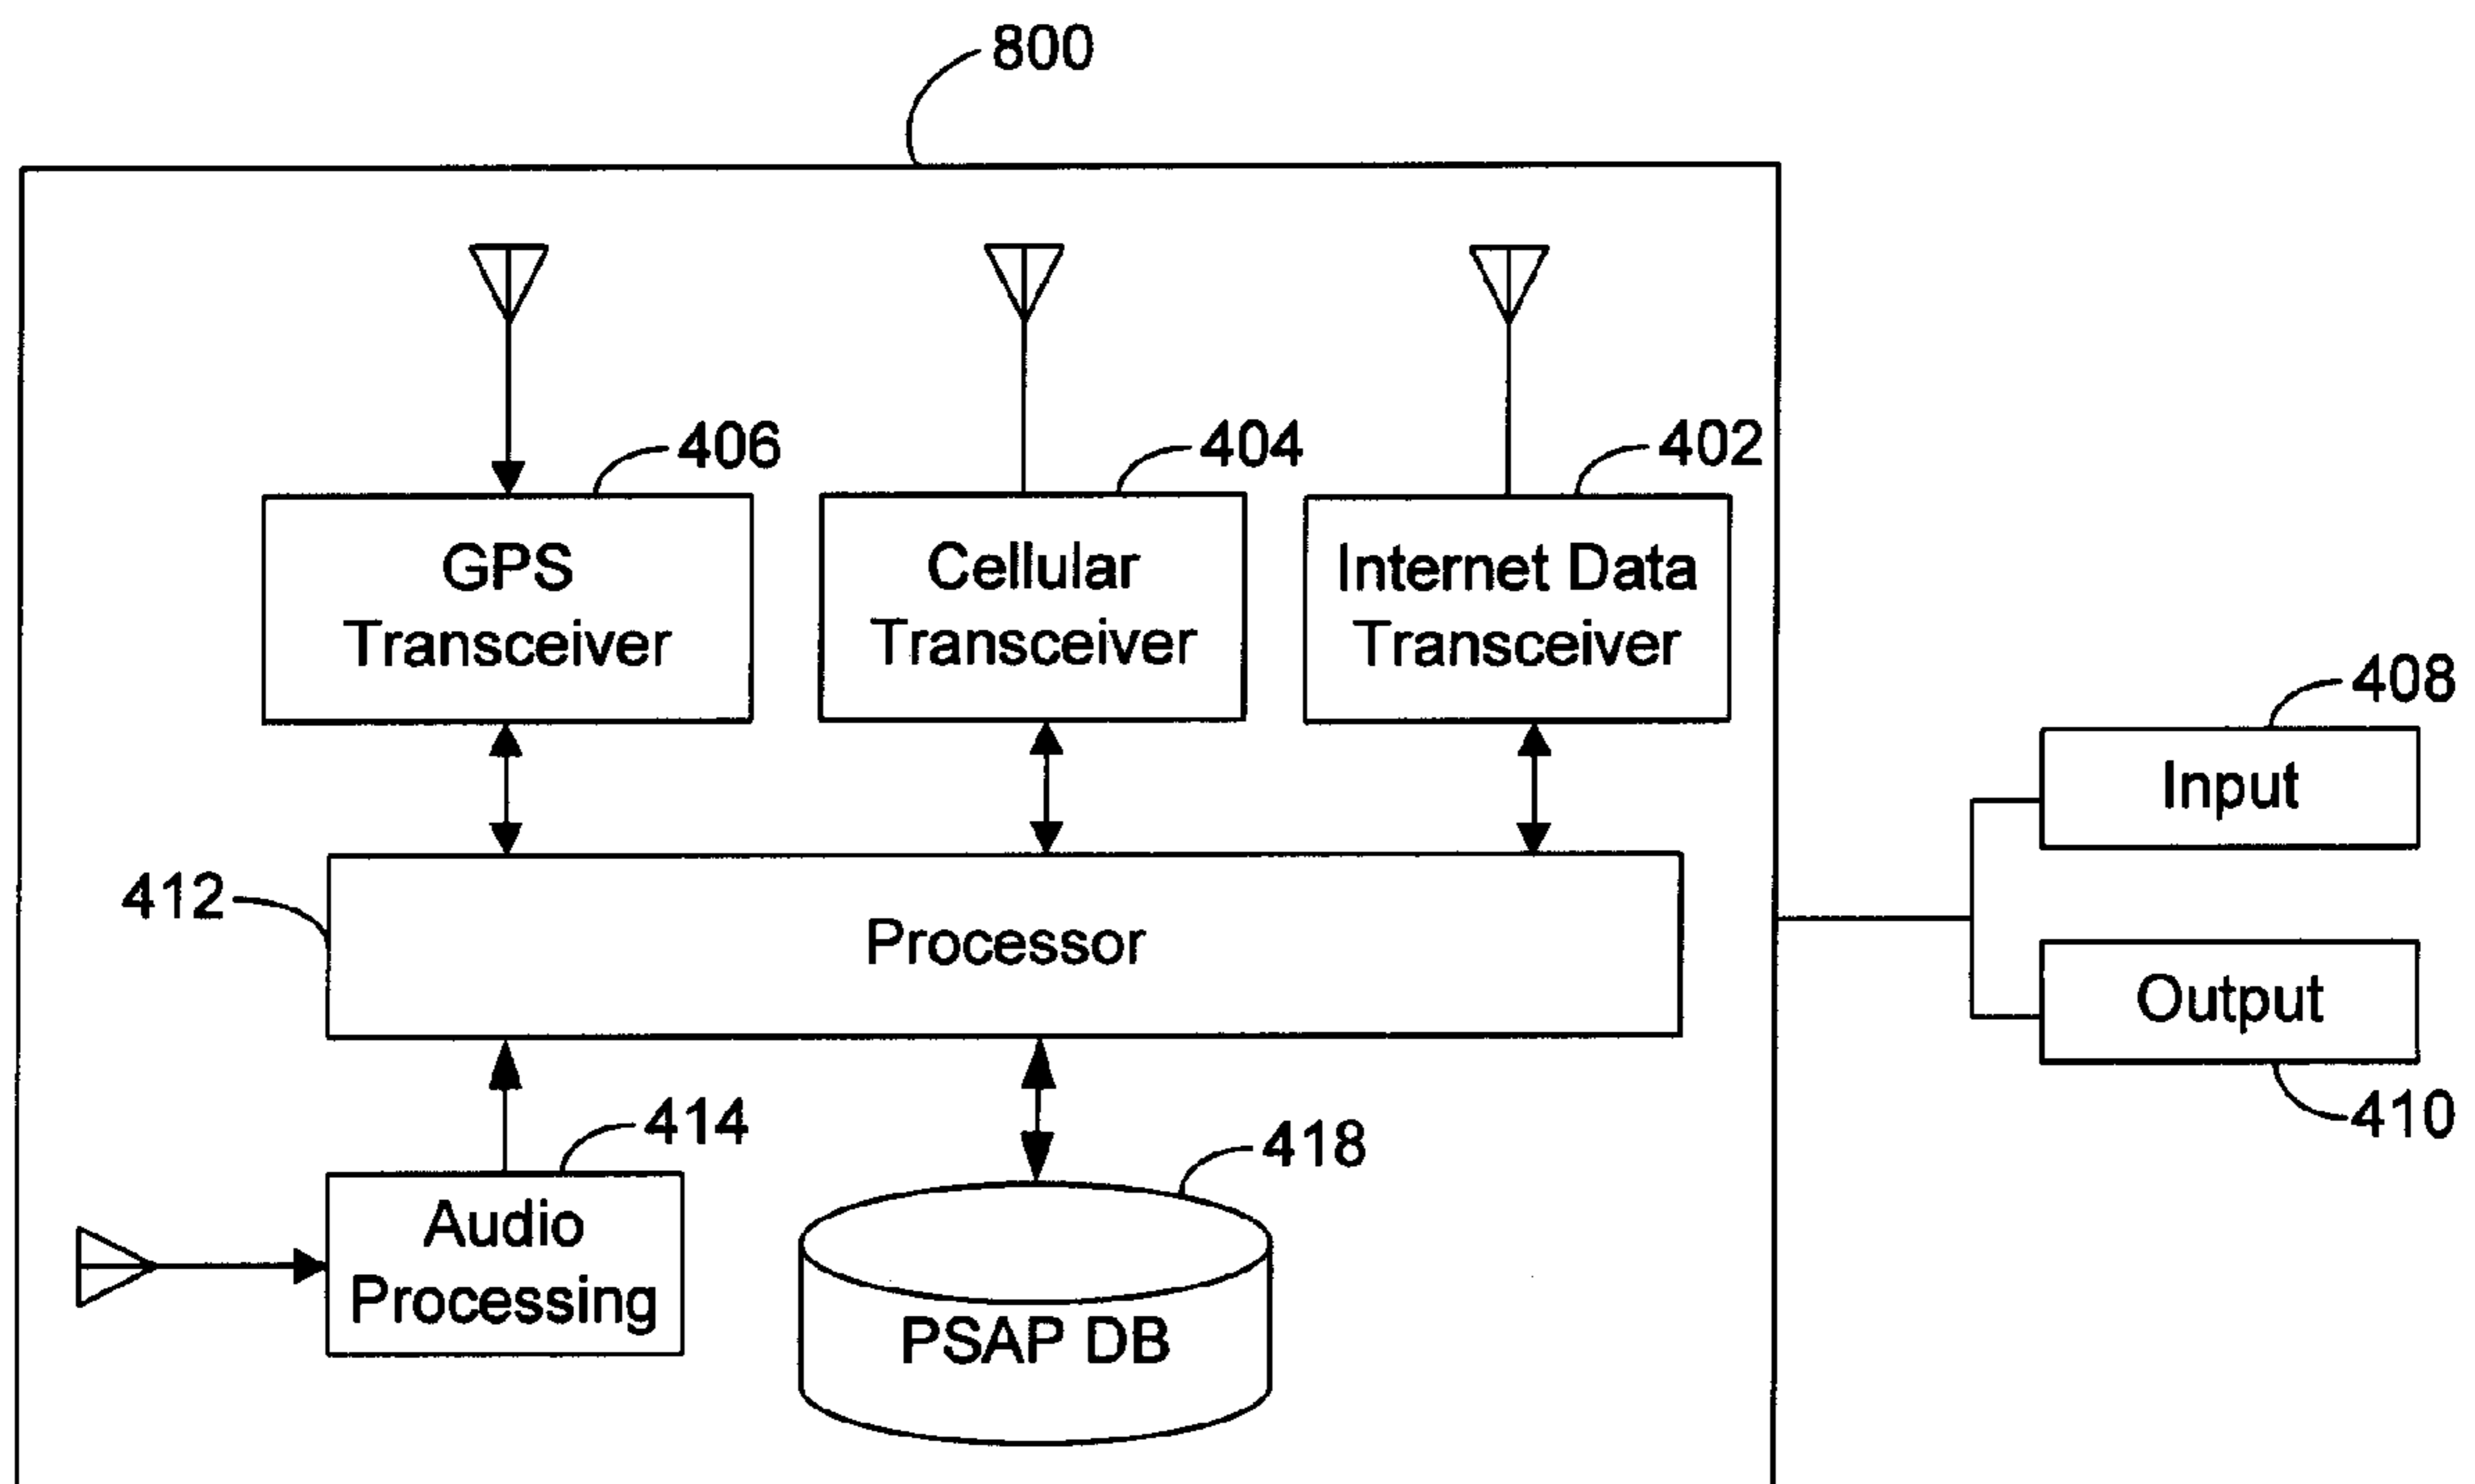 800
406
404
402
GPS
Transceiver
Cellular
Transceiver
Internet Data
Transceiver
408
Input
412
Processor
Output
410
414
418
Audio
Processing
PSAP DB